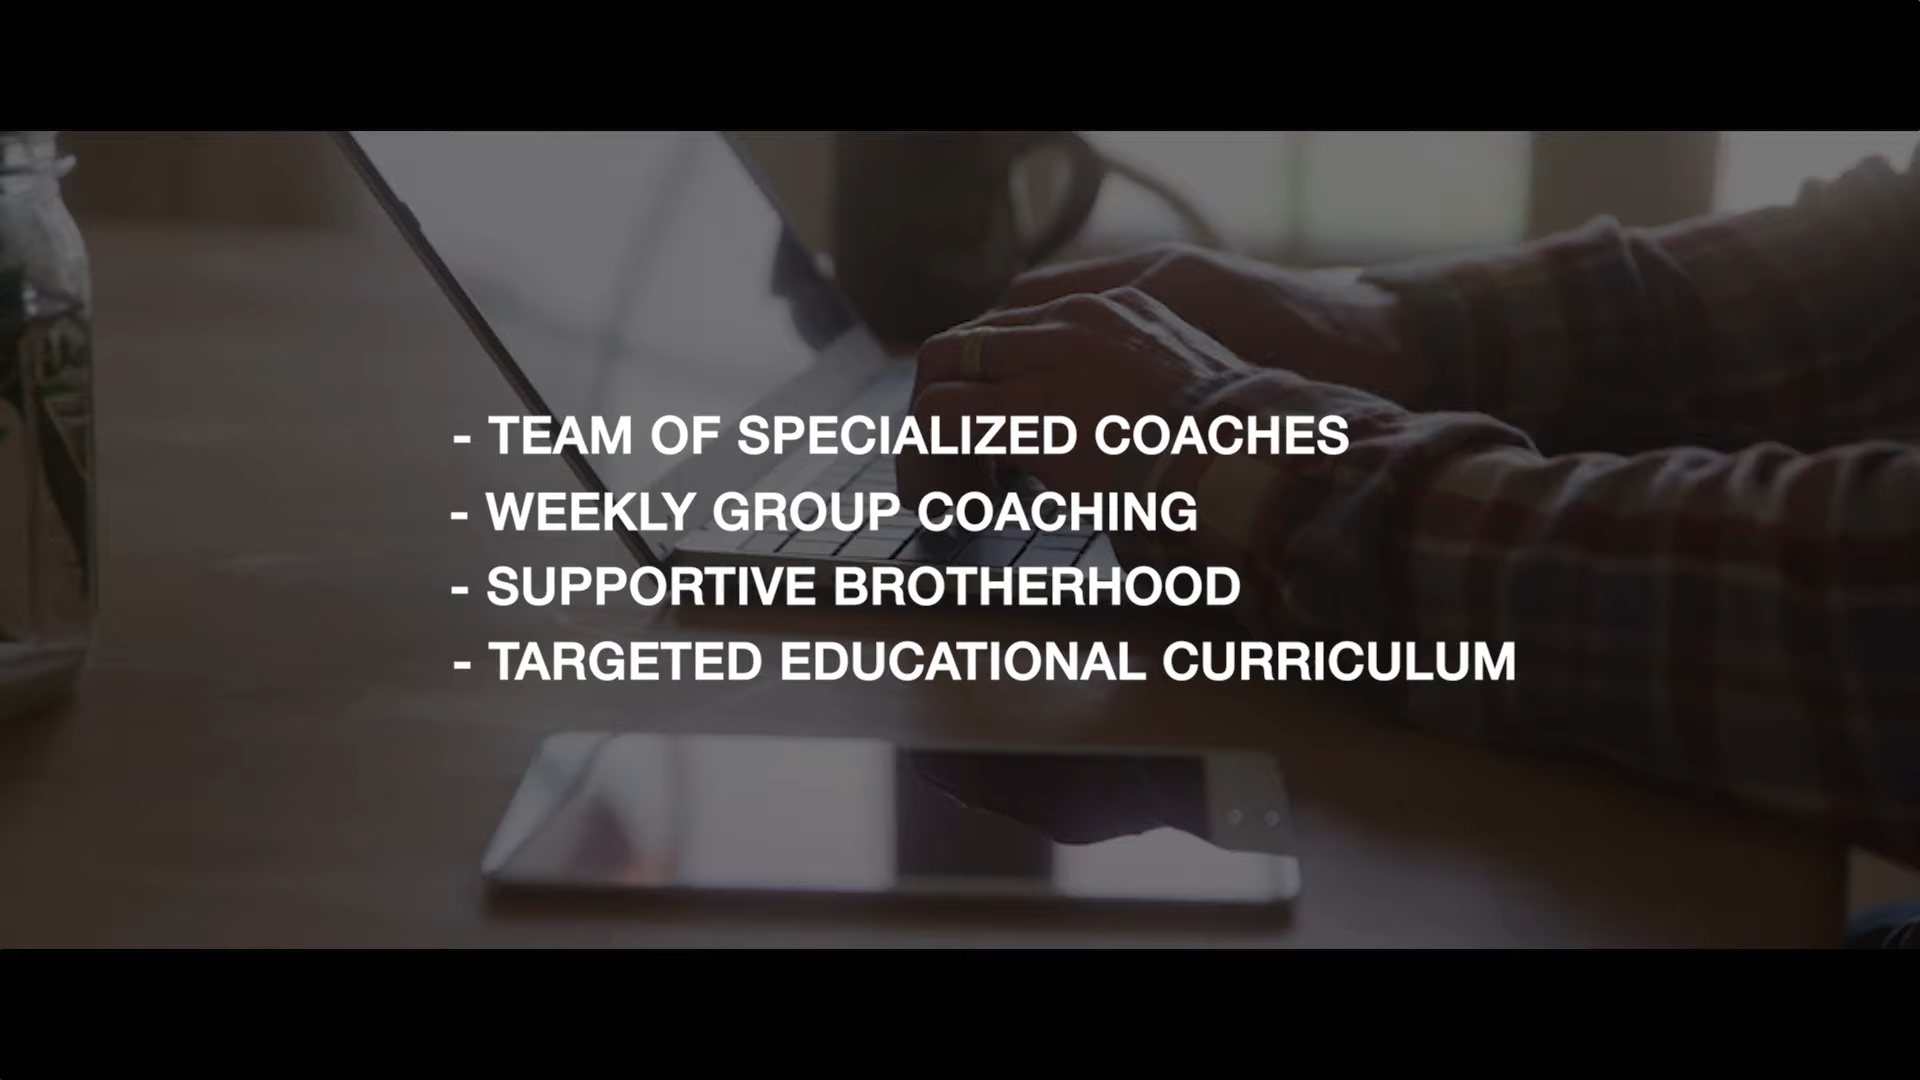 - TEAM OF SPECIALIZED COACHES
- WEEKLY GROUP COACHING
- SUPPORTIVE BROTHERHOOD
- TARGETED EDUCATIONAL CURRICULUM